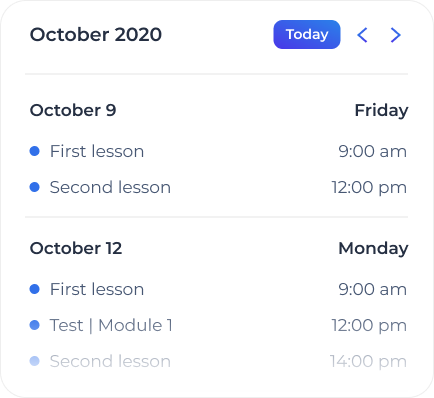 October 2020 Today
October 9 Friday
First lesson 9:00 am
Second lesson 12:00 pm
October 12 Monday
First lesson 9:00 am
Test | Module 1 12:00 pm
Second lesson 14:00 pm